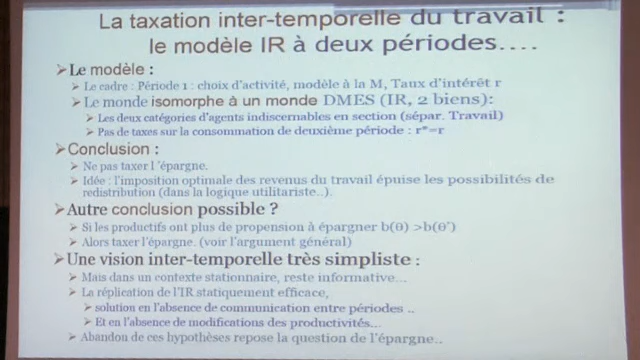 La taxation inter-temporelle du travail :
le modèle IR à deux périodes….
Le modèle :
Le cadre : Période 1 : choix d'activité, modèle à la M, Taux d'intérêt r
Le monde isomorphe à un monde DMES (IR, 2 biens):
Les deux catégories d'agents indiscernables en section (sépar. Travail)
Pas de taxes sur la consommation de deuxième période : r*=r
Conclusion :
Ne pas taxer l 'épargne.
Idée : l'imposition optimale des revenus du travail épuise les possibilités de
redistribution (dans la logique utilitariste..).
Autre conclusion possible ?
Si les productifs ont plus de propension à épargner b(θ) >b(θ')
Alors taxer l'épargne. (voir l'argument général)
Une vision inter-temporelle très simpliste :
Mais dans un contexte stationnaire, reste informative…
La réplication de l'IR statiquement efficace,
solution en l'absence de communication entre périodes ..
Et en l'absence de modifications des productivités…
Abandon de ces hypothèses repose la question de l'épargne..